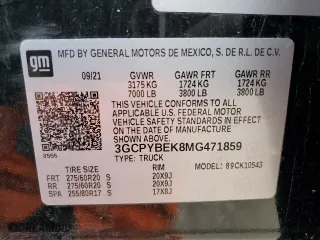 gm MFD BY GENERAL MOTORS DE MEXICO, S. DE R.L. DE C.V.
09/21 GVWR GAWR FRT GAWR RR
3175 KG 1724 KG 1724 KG
7000 LB 3800 LB 3800 LB
THIS VEHICLE CONFORMS TO ALL APPLICABLE
U.S. FEDERAL MOTOR VEHICLE SAFETY
STANDARDS IN EFFECT ON THE DATE OF
MANUFACTURE SHOWN ABOVE.
3GCPYBEK8MG471859
8555 TYPE: TRUCK
MODEL: 89CK10543
TIRE SIZE RIM
FRT 275/60R20 S 20X9J
RR 275/60R20 S 20X9J
SPA 255/80R17 S 17X8J